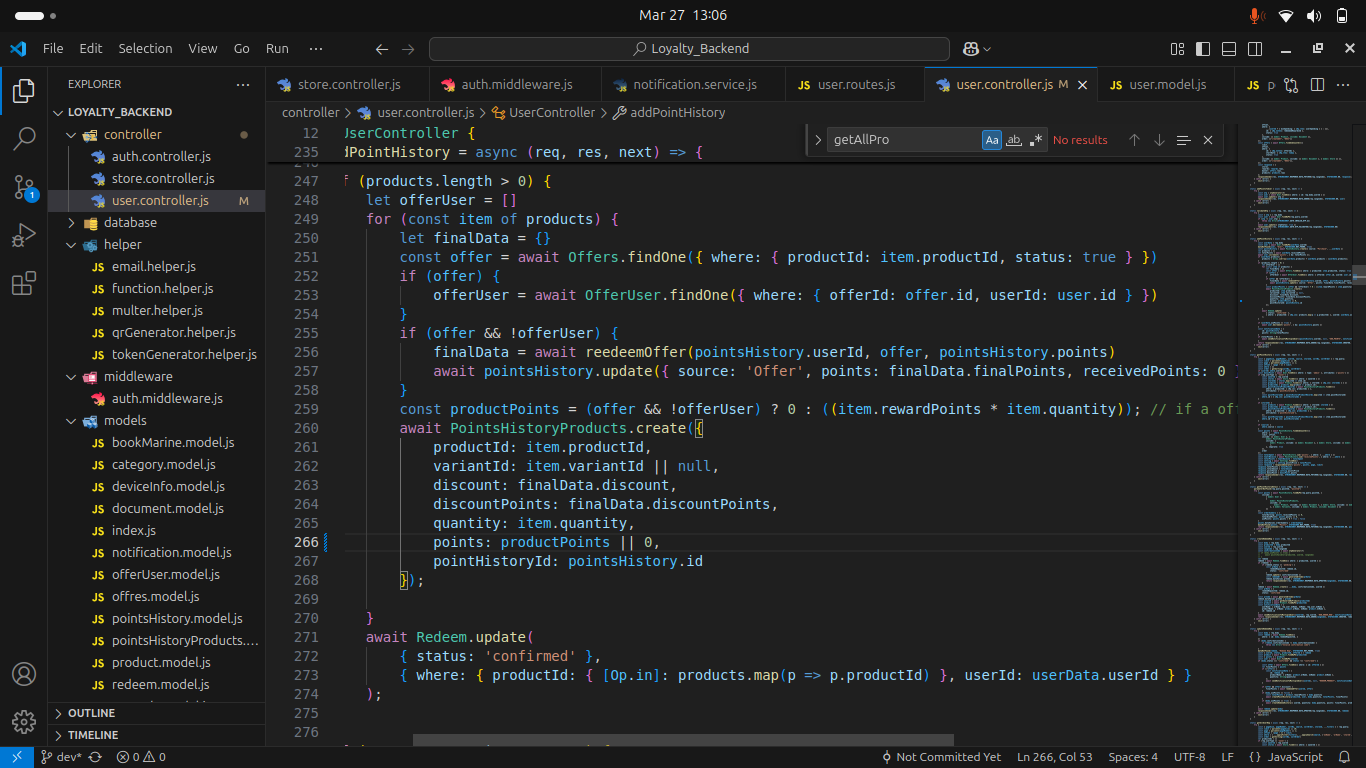 Mar 27 13:06
File Edit Selection View Go Run ··· Loyalty_Backend
EXPLORER ···
store.controller.js auth.middleware.js notification.service.js user.routes.js user.controller.js M user.model.js JS p ···
controller > user.controller.js > UserController > addPointHistory
LOYALTY_BACKEND
controller
auth.controller.js
store.controller.js
user.controller.js M
database
helper
JS email.helper.js
JS function.helper.js
JS multer.helper.js
JS qrGenerator.helper.js
JS tokenGenerator.helper.js
middleware
auth.middleware.js
models
JS bookMarine.model.js
JS category.model.js
JS deviceInfo.model.js
JS document.model.js
JS index.js
JS notification.model.js
JS offerUser.model.js
JS offres.model.js
JS pointsHistory.model.js
JS pointsHistoryProducts....
JS product.model.js
JS redeem.model.js
OUTLINE
TIMELINE
1
getAllPro Aa ab .* No results
12 UserController {
235 dPointHistory = async (req, res, next) => {
247 f (products.length > 0) {
248 let offerUser = []
249 for (const item of products) {
250 let finalData = {}
251 const offer = await Offers.findOne({ where: { productId: item.productId, status: true } })
252 if (offer) {
253 offerUser = await OfferUser.findOne({ where: { offerId: offer.id, userId: user.id } })
254 }
255 if (offer && !offerUser) {
256 finalData = await reedeemOffer(pointsHistory.userId, offer, pointsHistory.points)
257 await pointsHistory.update({ source: 'Offer', points: finalData.finalPoints, receivedPoints: 0 }
258 }
259 const productPoints = (offer && !offerUser) ? 0 : ((item.rewardPoints * item.quantity)); // if a off
260 await PointsHistoryProducts.create({
261 productId: item.productId,
262 variantId: item.variantId || null,
263 discount: finalData.discount,
264 discountPoints: finalData.discountPoints,
265 quantity: item.quantity,
266 points: productPoints || 0,
267 pointHistoryId: pointsHistory.id
268 });
269
270 }
271 await Redeem.update(
272 { status: 'confirmed' },
273 { where: { productId: { [Op.in]: products.map(p => p.productId) }, userId: userData.userId } }
274 );
275
276
dev* 0 0 Not Committed Yet Ln 266, Col 53 Spaces: 4 UTF-8 LF {} JavaScript